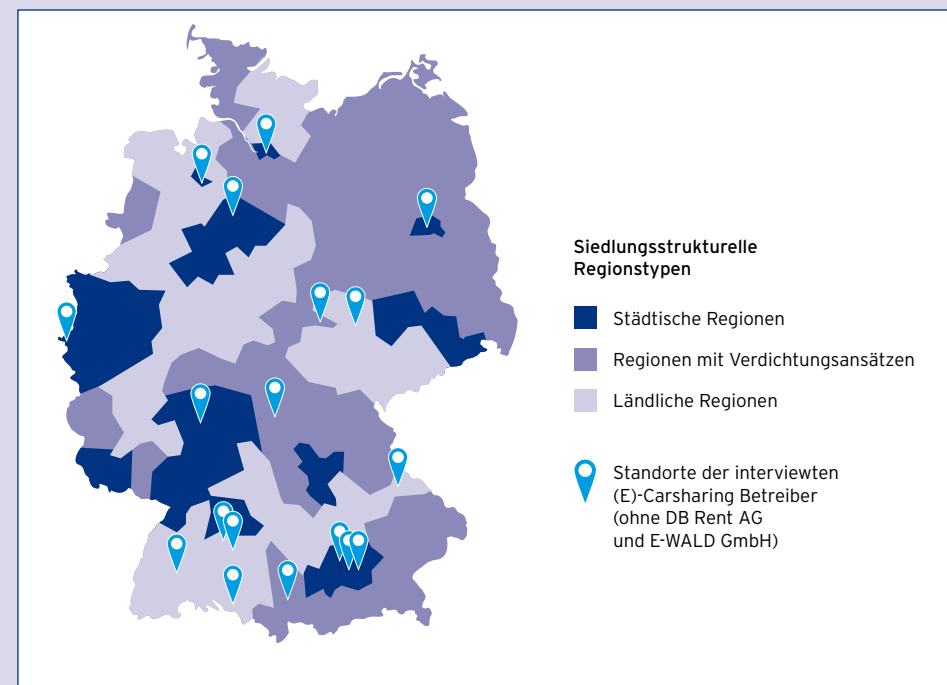 Siedlungsstrukturelle
Regionstypen
Städtische Regionen
Regionen mit Verdichtungsansätzen
Ländliche Regionen
Standorte der interviewten
(E)-Carsharing Betreiber
(ohne DB Rent AG
und E-WALD GmbH)